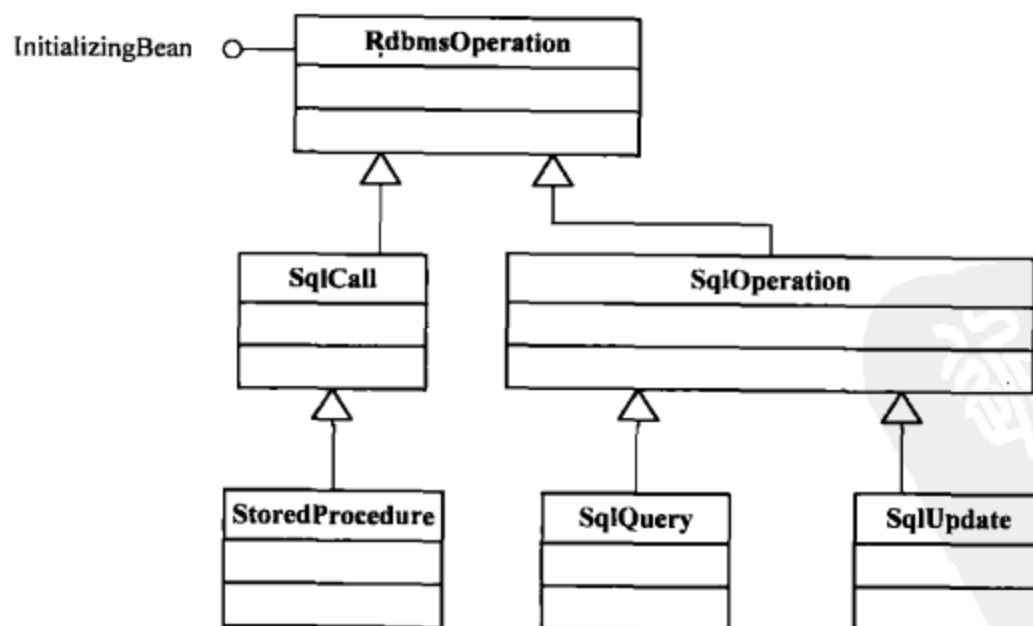 InitializingBean
RdbmsOperation
SqlCall
SqlOperation
StoredProcedure
SqlQuery
SqlUpdate